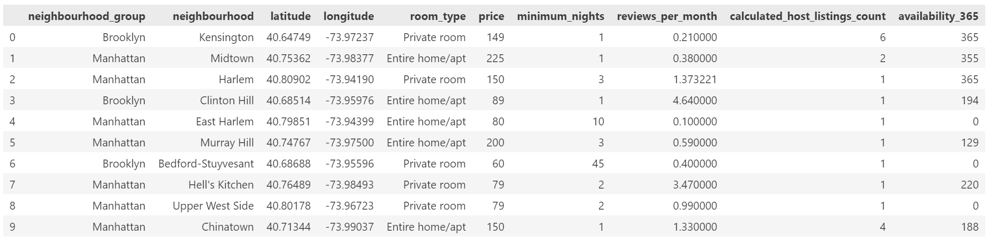 neighbourhood_group neighbourhood latitude longitude room_type price minimum_nights reviews_per_month calculated_host_listings_count availability_365
0 Brooklyn Kensington 40.64749 -73.97237 Private room 149 1 0.210000 6 365
1 Manhattan Midtown 40.75362 -73.98377 Entire home/apt 225 1 0.380000 2 355
2 Manhattan Harlem 40.80902 -73.94190 Private room 150 3 1.373221 1 365
3 Brooklyn Clinton Hill 40.68514 -73.95976 Entire home/apt 89 1 4.640000 1 194
4 Manhattan East Harlem 40.79851 -73.94399 Entire home/apt 80 10 0.100000 1 0
5 Manhattan Murray Hill 40.74767 -73.97500 Entire home/apt 200 3 0.590000 1 129
6 Brooklyn Bedford-Stuyvesant 40.68688 -73.95596 Private room 60 45 0.400000 1 0
7 Manhattan Hell's Kitchen 40.76489 -73.98493 Private room 79 2 3.470000 1 220
8 Manhattan Upper West Side 40.80178 -73.96723 Private room 79 2 0.990000 1 0
9 Manhattan Chinatown 40.71344 -73.99037 Entire home/apt 150 1 1.330000 4 188